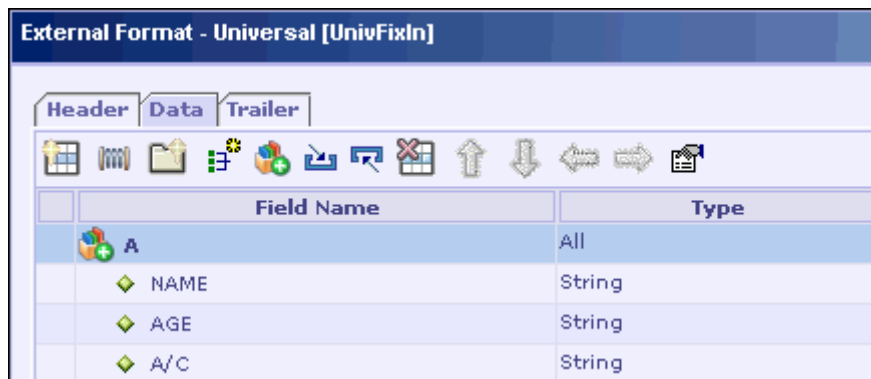 External Format - Universal [UnivFixIn]
Header Data Trailer
Field Name Type
A All
NAME String
AGE String
A/C String